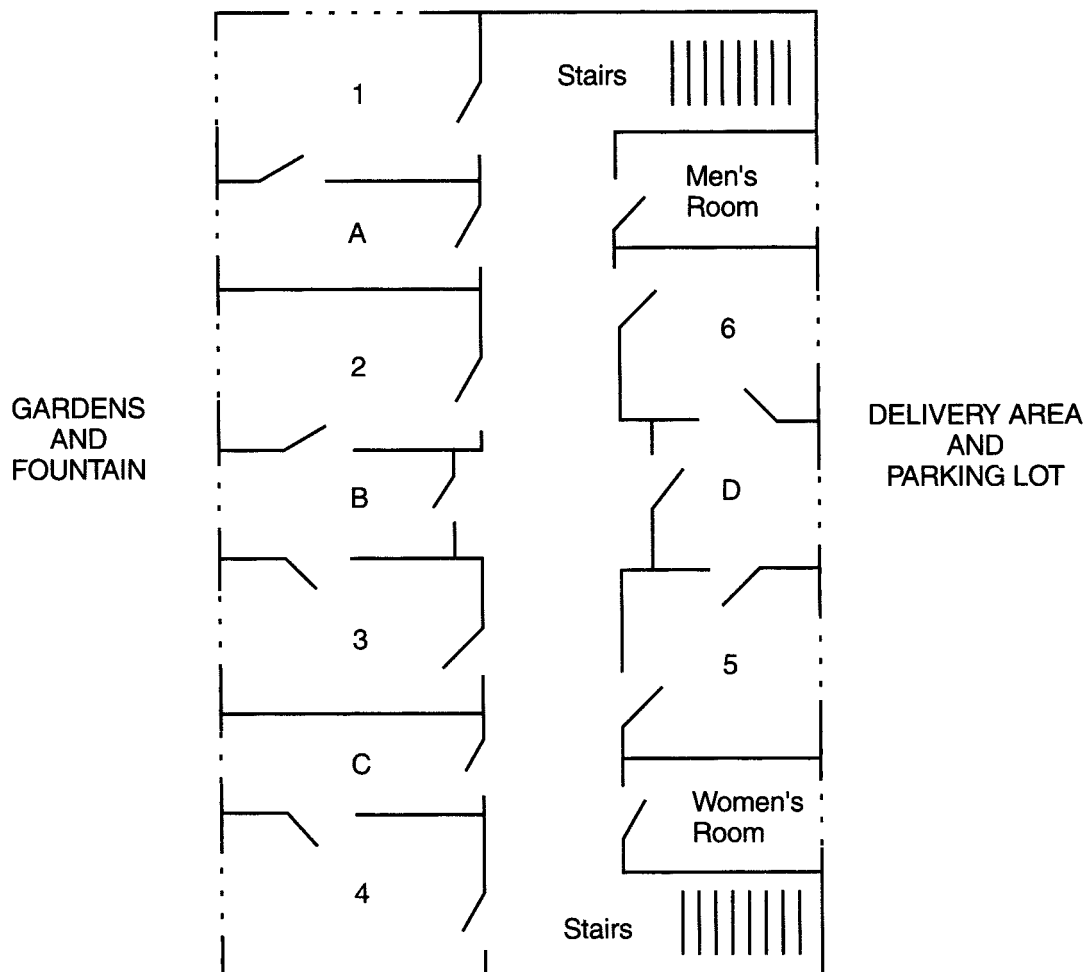 Stairs
1
Men's
Room
A
6
2
GARDENS
AND
FOUNTAIN
DELIVERY AREA
AND
PARKING LOT
B
D
3
5
C
Women's
Room
4
Stairs